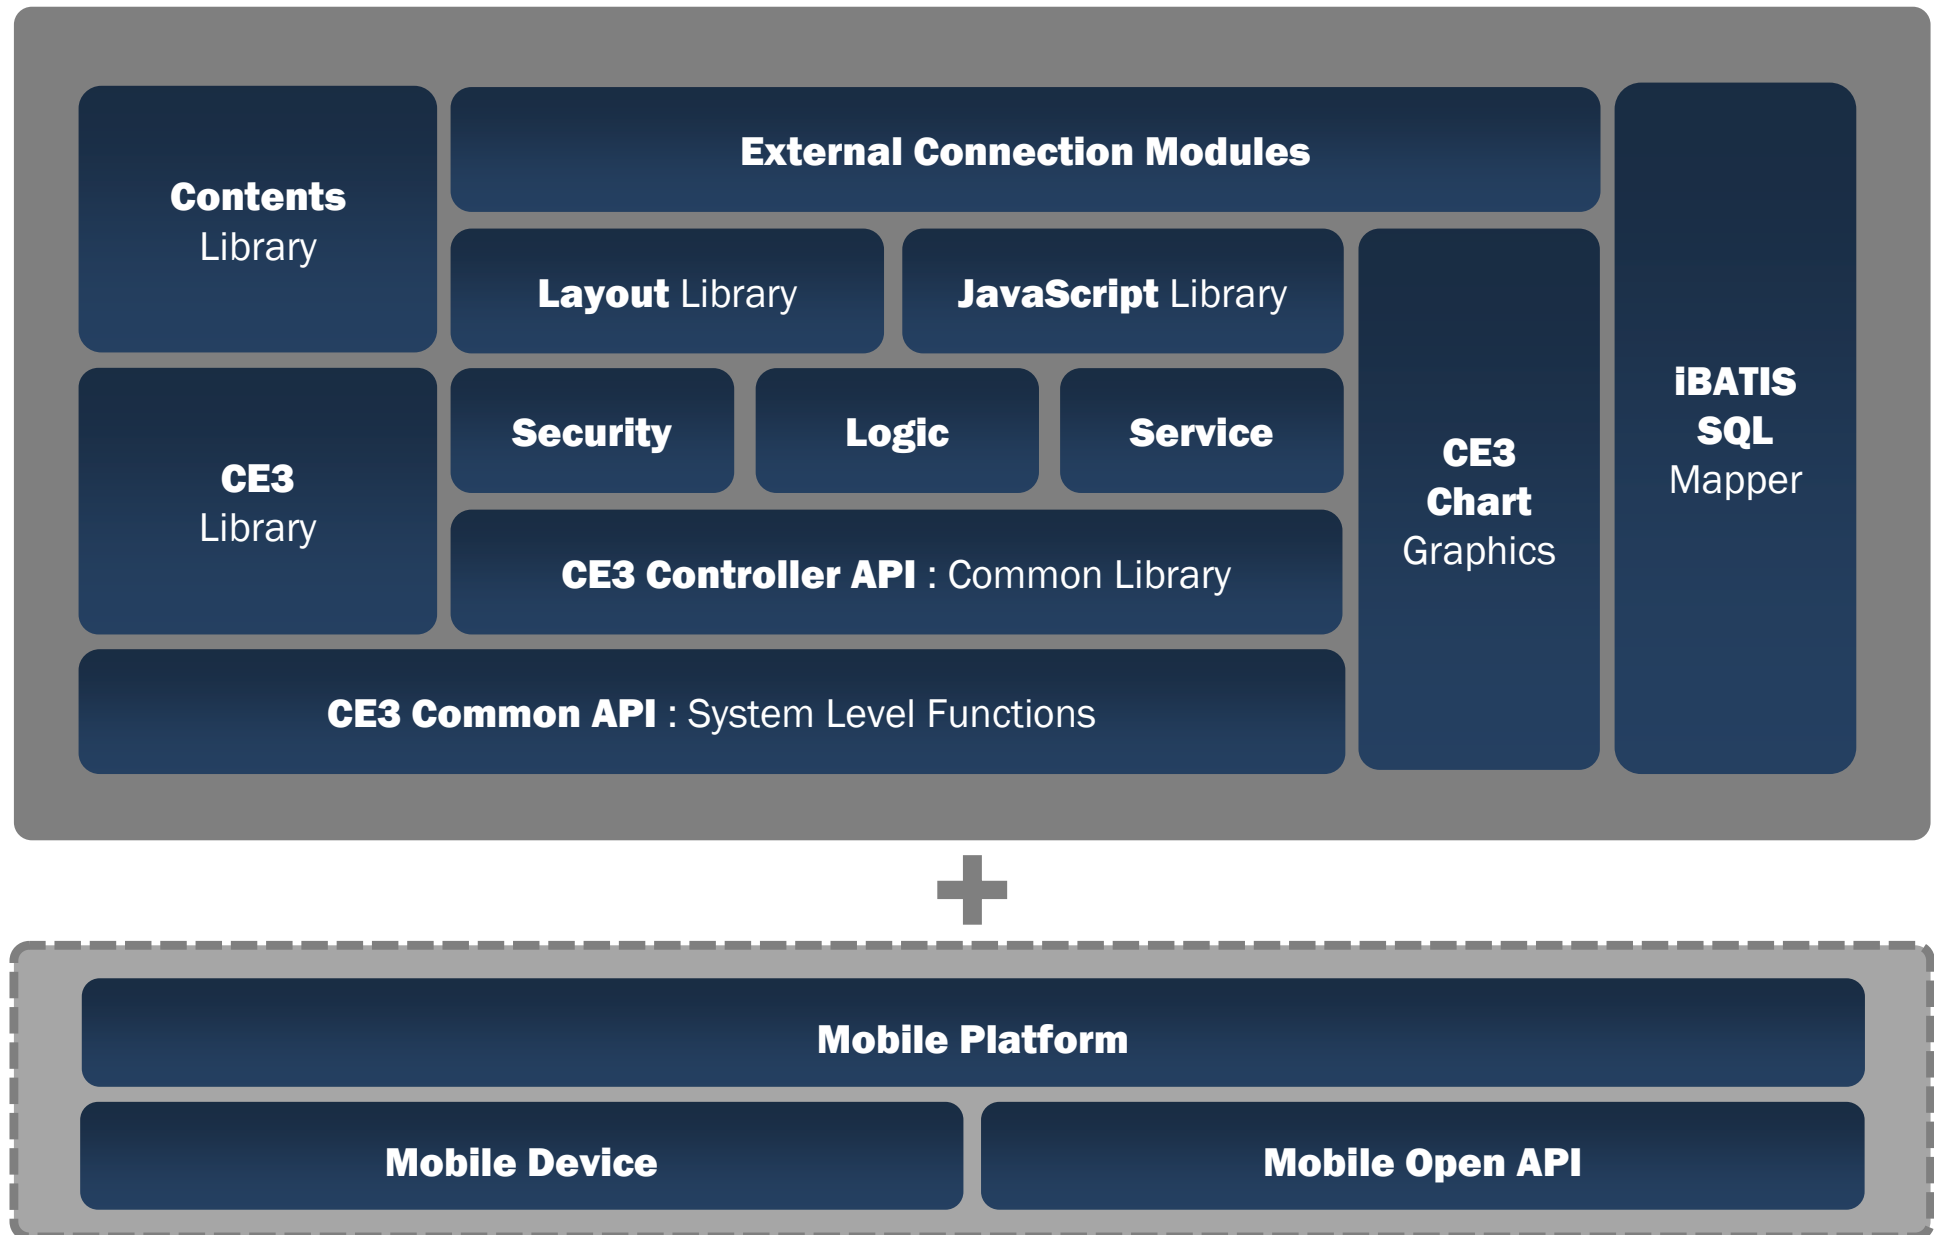 Contents
Library
External Connection Modules
Layout Library
JavaScript Library
CE3
Library
Security
Logic
Service
CE3 Controller API : Common Library
CE3 Common API : System Level Functions
CE3
Chart
Graphics
iBATIS
SQL
Mapper
Mobile Platform
Mobile Device
Mobile Open API